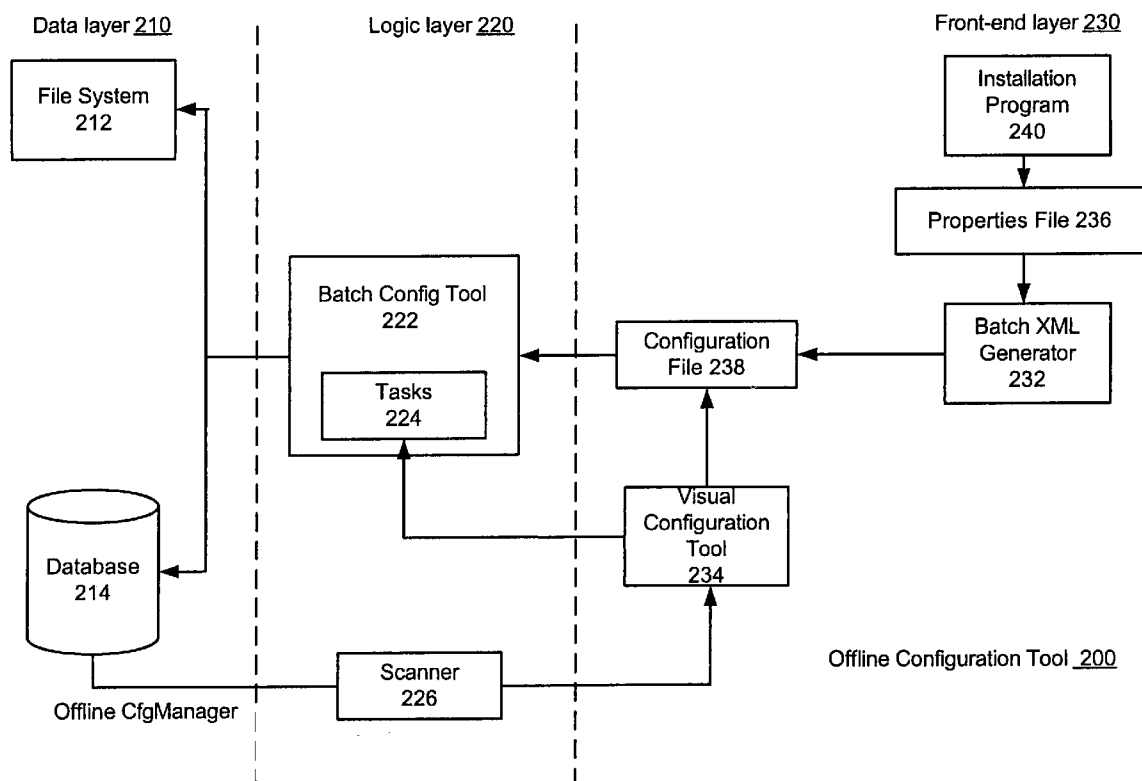 Data layer 210
Logic layer 220
Front-end layer 230
File System
212
Installation
Program
240
Properties File 236
Batch Config Tool
222
Tasks
224
Configuration
File 238
Batch XML
Generator
232
Visual
Configuration
Tool
234
Database
214
Scanner
226
Offline CfgManager
Offline Configuration Tool 200